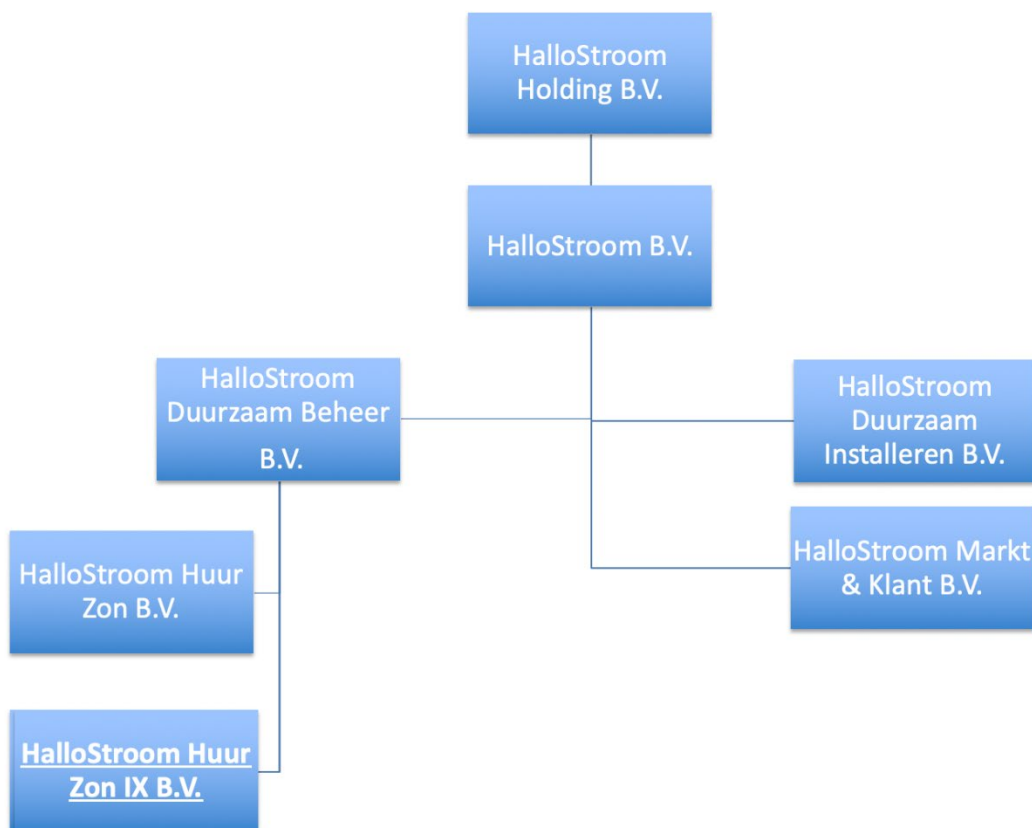 HalloStroom
Holding B.V.
HalloStroom B.V.
HalloStroom
Duurzaam Beheer
B.V.
HalloStroom
Duurzaam
Installeren B.V.
HalloStroom Huur
Zon B.V.
HalloStroom Markt
& Klant B.V.
HalloStroom Huur
Zon IX B.V.